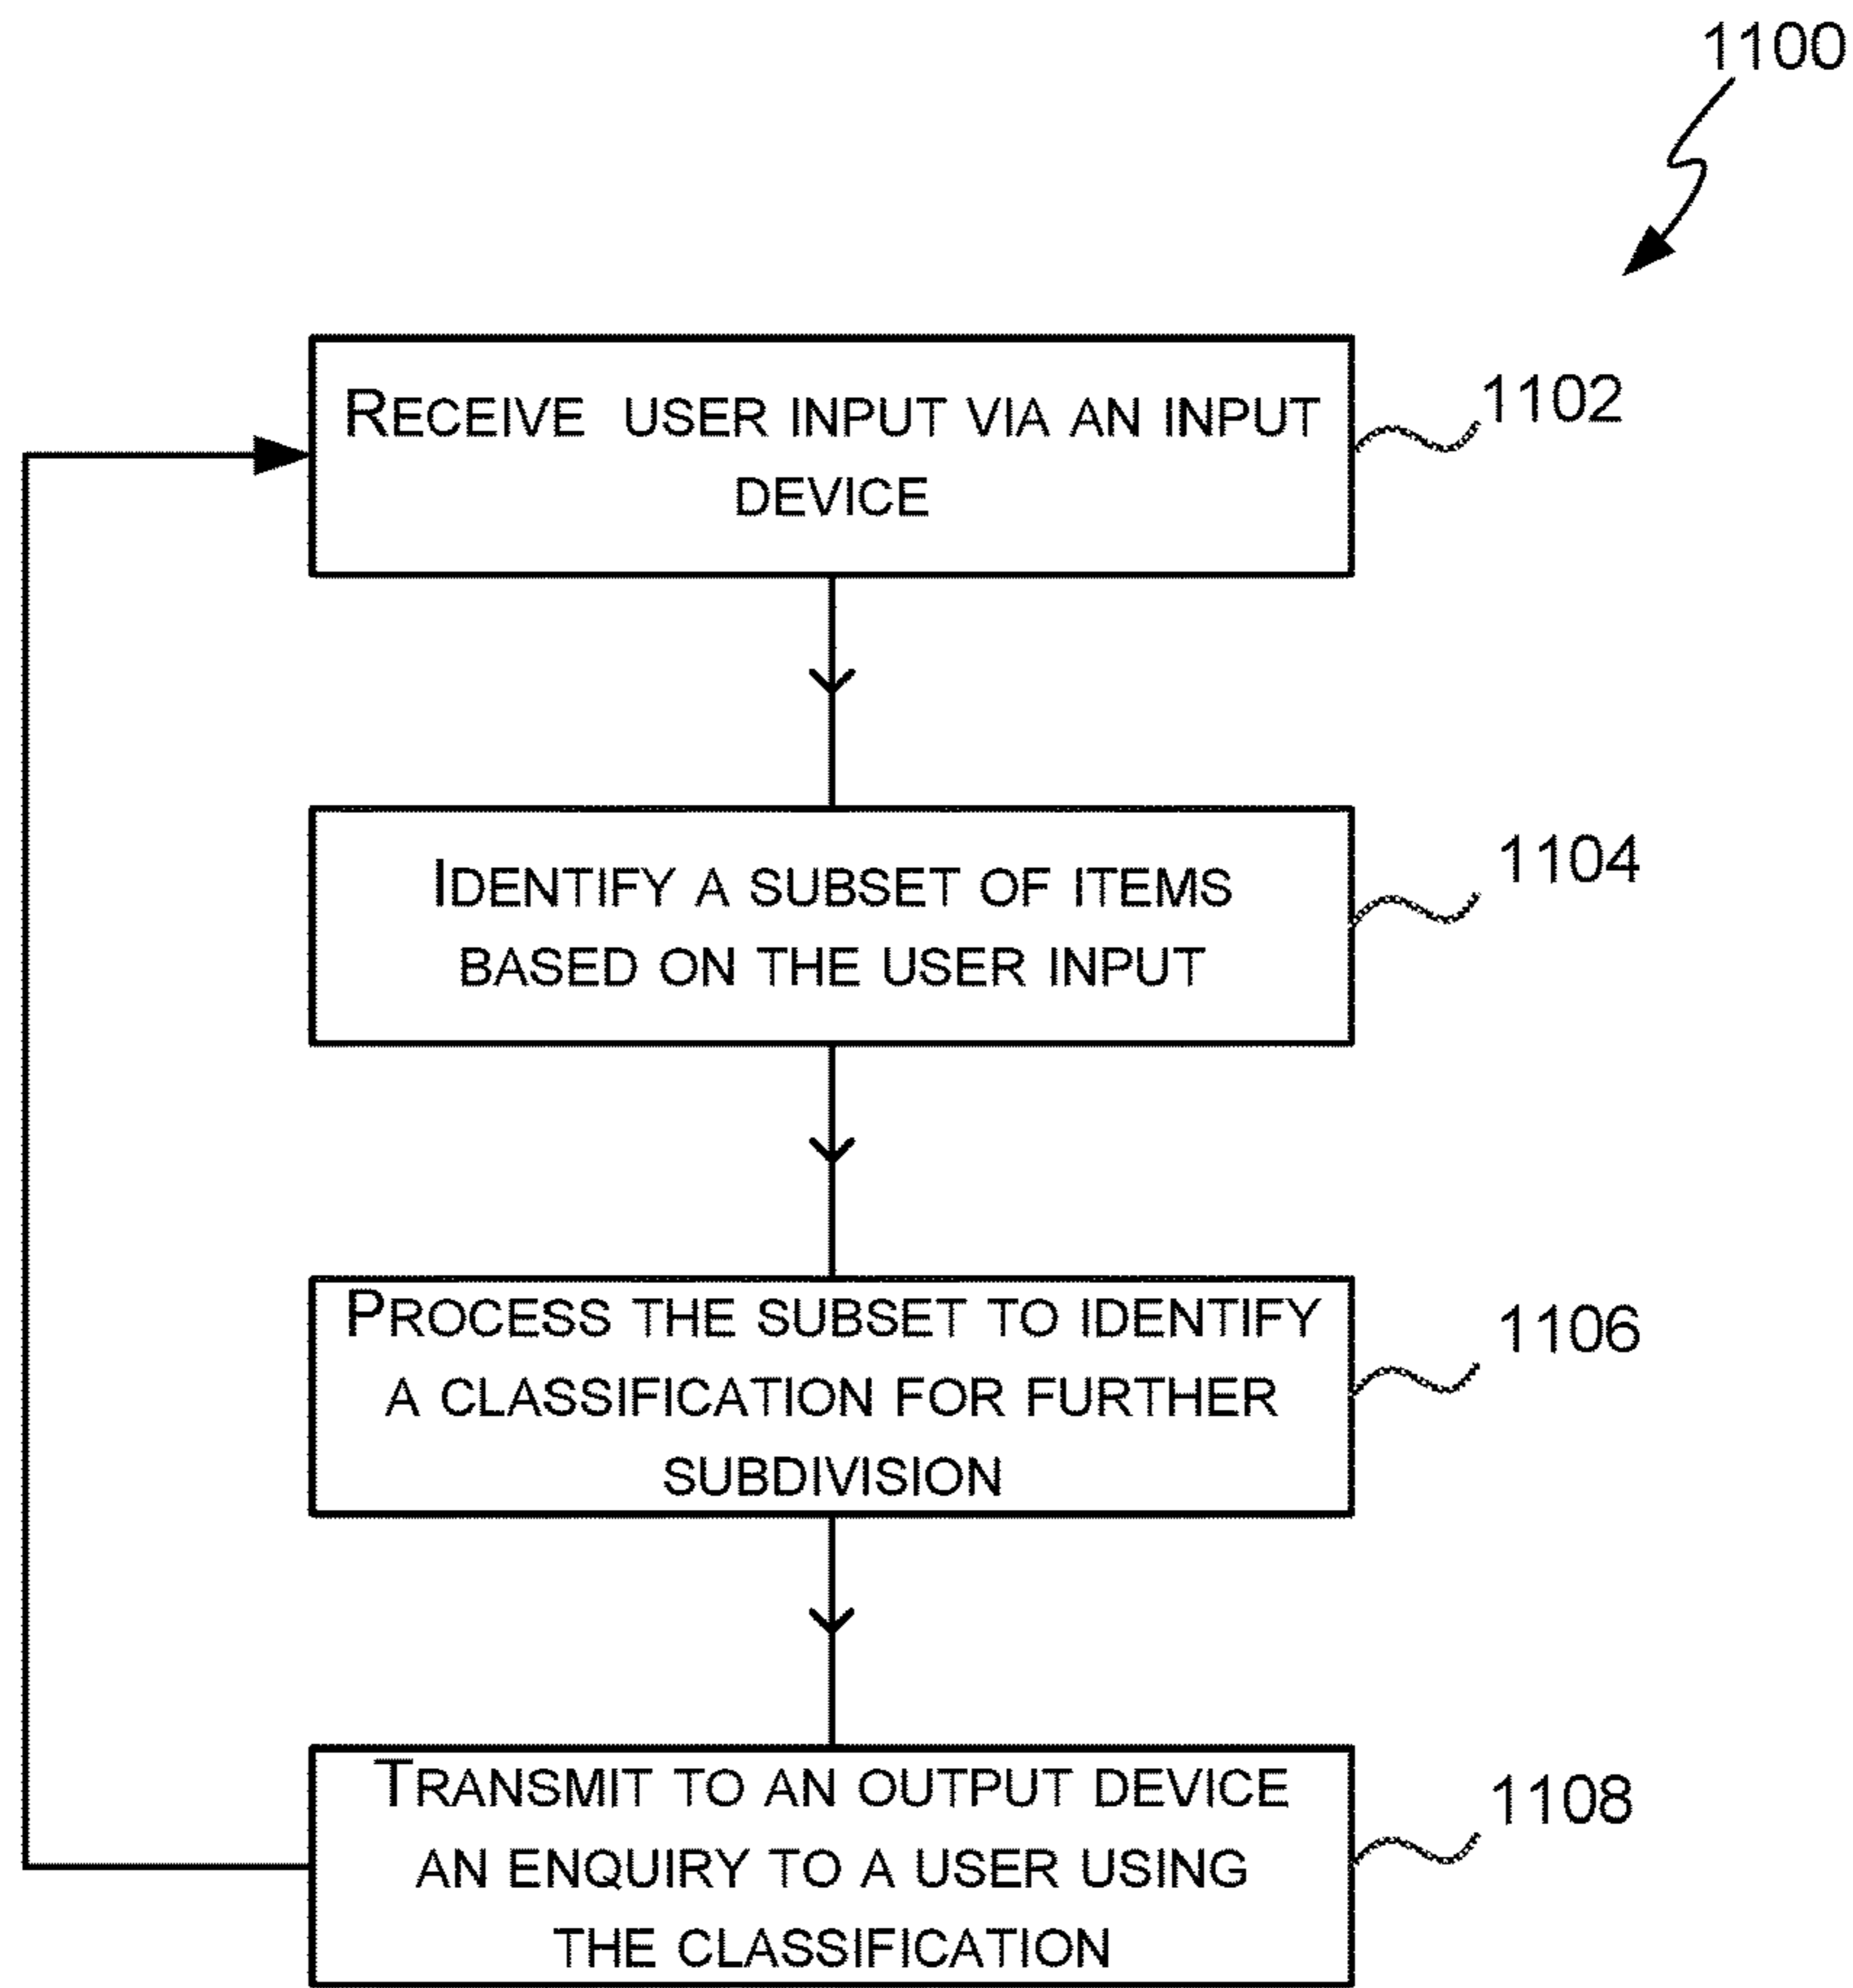 1100
RECEIVE USER INPUT VIA AN INPUT
DEVICE
1102
IDENTIFY A SUBSET OF ITEMS
BASED ON THE USER INPUT
1104
PROCESS THE SUBSET TO IDENTIFY
A CLASSIFICATION FOR FURTHER
SUBDIVISION
1106
TRANSMIT TO AN OUTPUT DEVICE
AN ENQUIRY TO A USER USING
THE CLASSIFICATION
1108